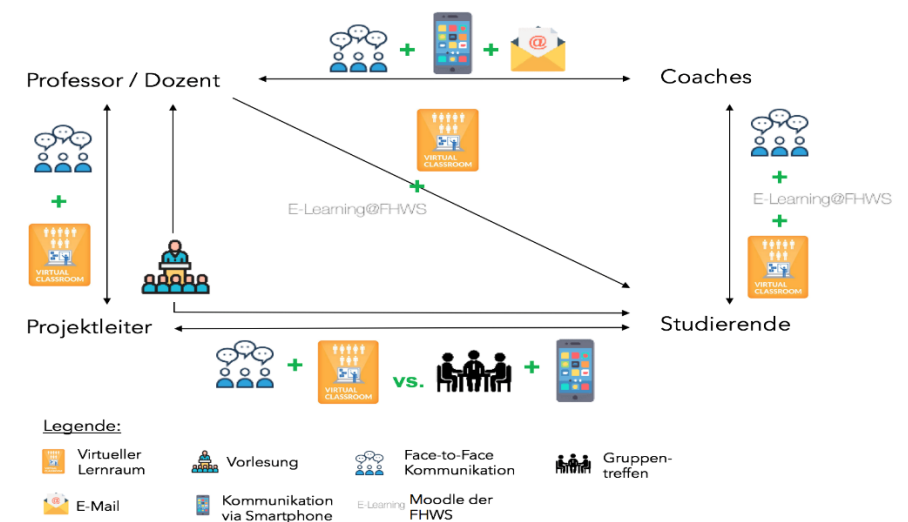 @
Professor / Dozent
Coaches
VIRTUAL
CLASSROOM
E-Learning@FHWS
E-Learning@FHWS
VIRTUAL
CLASSROOM
VIRTUAL
CLASSROOM
Projektleiter
Studierende
VIRTUAL
CLASSROOM
vs.
Legende:
Virtueller
Lernraum
Vorlesung
Face-to-Face
Kommunikation
Gruppen-
treffen
E-Mail
Kommunikation
via Smartphone
E-Learning
Moodle der
FHWS